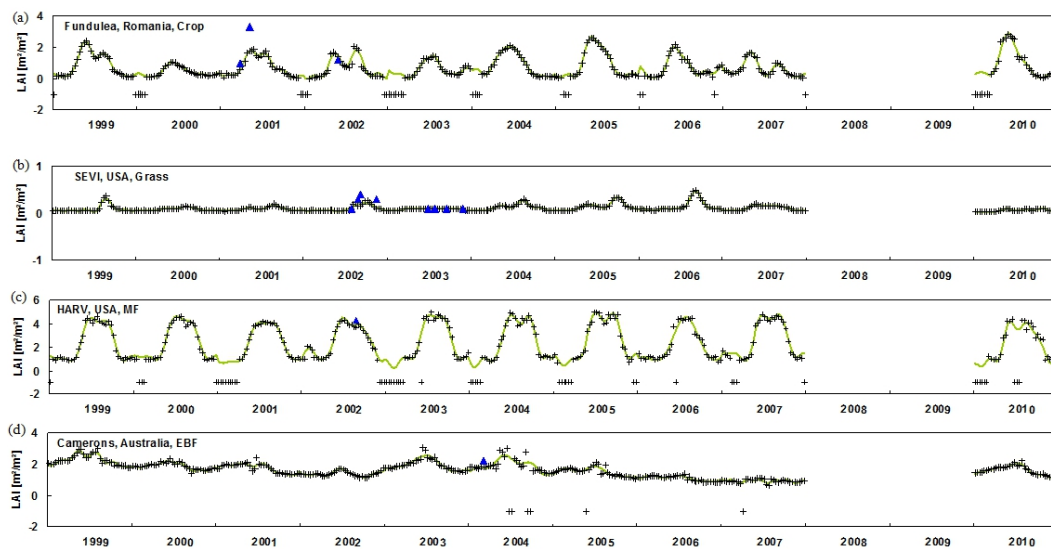 (a)
Fundulea, Romania, Crop
LAI [m²/m²]
4
2
0
-2
1999 2000 2001 2002 2003 2004 2005 2006 2007 2008 2009 2010
(b)
SEVI, USA, Grass
LAI [m²/m²]
1
0
-1
1999 2000 2001 2002 2003 2004 2005 2006 2007 2008 2009 2010
(c)
HARV, USA, MF
LAI [m²/m²]
6
4
2
0
-2
1999 2000 2001 2002 2003 2004 2005 2006 2007 2008 2009 2010
(d)
Camerons, Australia, EBF
LAI [m²/m²]
4
2
0
-2
1999 2000 2001 2002 2003 2004 2005 2006 2007 2008 2009 2010